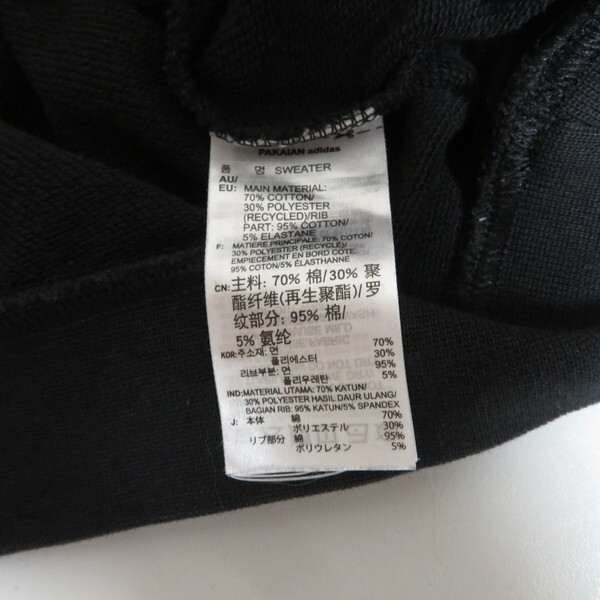 PAKAIAN adidas
품 명 SWEATER
AU/
EU: MAIN MATERIAL:
70% COTTON/
30% POLYESTER
(RECYCLED)/RIB
PART: 95% COTTON/
5% ELASTANE
F: MATIERE PRINCIPALE: 70% COTON/
30% POLYESTER (RECYCLE)/
EMPIECEMENT EN BORD COTE:
95% COTON/5% ÉLASTHANNE
CN: 主料: 70% 棉/30% 聚
酯纤维(再生聚酯)/罗
纹部分: 95% 棉/
5% 氨纶
KOR: 주소재: 면 70%
폴리에스터 30%
리브부분: 면 95%
폴리우레탄 5%
IND: MATERIAL UTAMA: 70% KATUN/
30% POLYESTER HASIL DAUR ULANG/
BAGIAN RIB: 95% KATUN/5% SPANDEX
J: 本体 綿 70%
ポリエステル 30%
リブ部分 綿 95%
ポリウレタン 5%